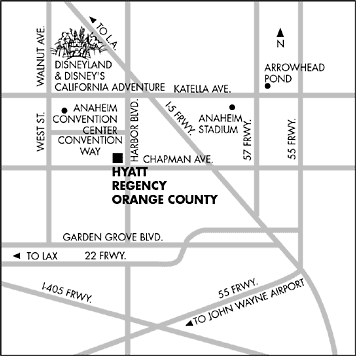 TO L.A.
WALNUT AVE.
DISNEYLAND
& DISNEY'S
CALIFORNIA ADVENTURE
KATELLA AVE.
N
ARROWHEAD
POND
WEST ST.
ANAHEIM
CONVENTION
CENTER
CONVENTION
WAY
HARBOR BLVD.
I-5 FRWY.
ANAHEIM
STADIUM
57 FRWY.
55 FRWY.
CHAPMAN AVE.
HYATT
REGENCY
ORANGE COUNTY
GARDEN GROVE BLVD.
TO LAX
22 FRWY.
I-405 FRWY.
55 FRWY.
TO JOHN WAYNE AIRPORT